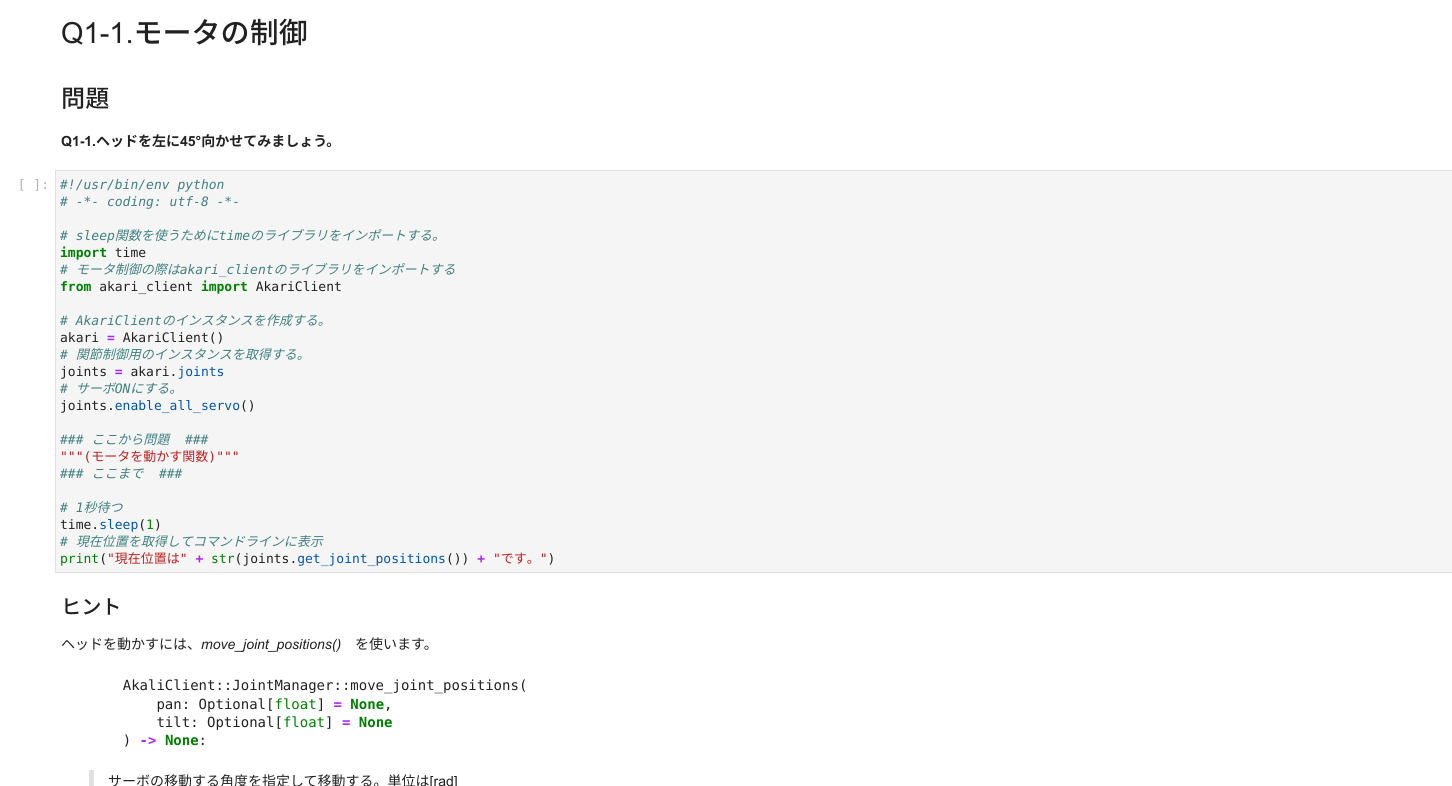 Q1-1.モータの制御
問題
Q1-1.ヘッドを左に45°向かせてみましょう。
[ ]:
#!/usr/bin/env python
# -*- coding: utf-8 -*-
# sleep関数を使うためにtimeのライブラリをインポートする。
import time
# モータ制御の際はakari_clientのライブラリをインポートする
from akari_client import AkariClient
# AkariClientのインスタンスを作成する。
akari = AkariClient()
# 関節制御用のインスタンスを取得する。
joints = akari.joints
# サーボONにする。
joints.enable_all_servo()
### ここから問題 ###
"""(モータを動かす関数)"""
### ここまで ###
# 1秒待つ
time.sleep(1)
# 現在位置を取得してコマンドラインに表示
print("現在位置は" + str(joints.get_joint_positions()) + "です。")
ヒント
ヘッドを動かすには、move_joint_positions() を使います。
AkaliClient::JointManager::move_joint_positions(
pan: Optional[float] = None,
tilt: Optional[float] = None
) -> None:
サーボの移動する角度を指定して移動する。単位は[rad]